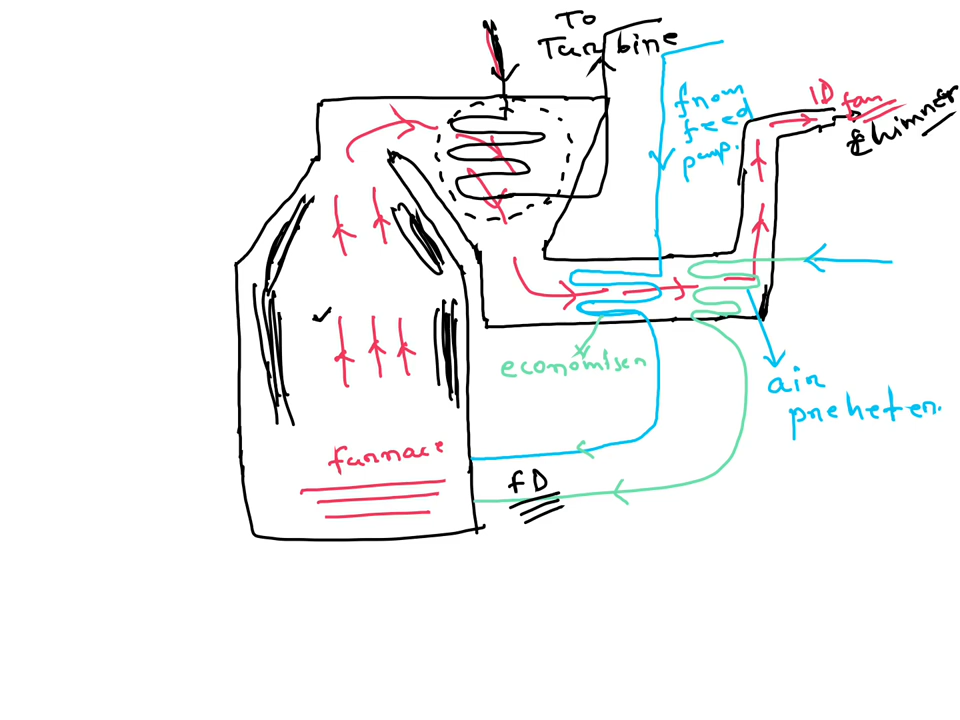 To
Turbine
from
feed
pump.
ID fan
chimney
economiser
air
preheter.
furnace
FD